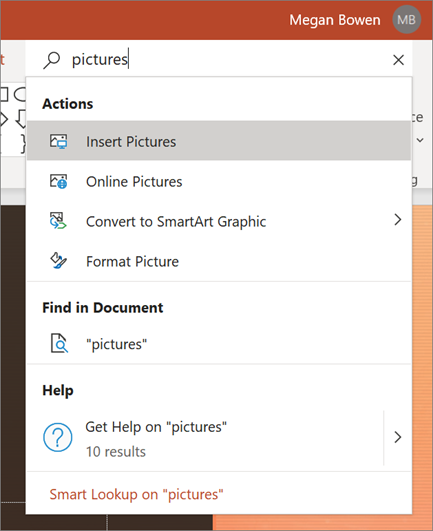 Megan Bowen MB
pictures
Actions
Insert Pictures
Online Pictures
Convert to SmartArt Graphic
Format Picture
Find in Document
"pictures"
Help
Get Help on "pictures"
10 results
Smart Lookup on "pictures"